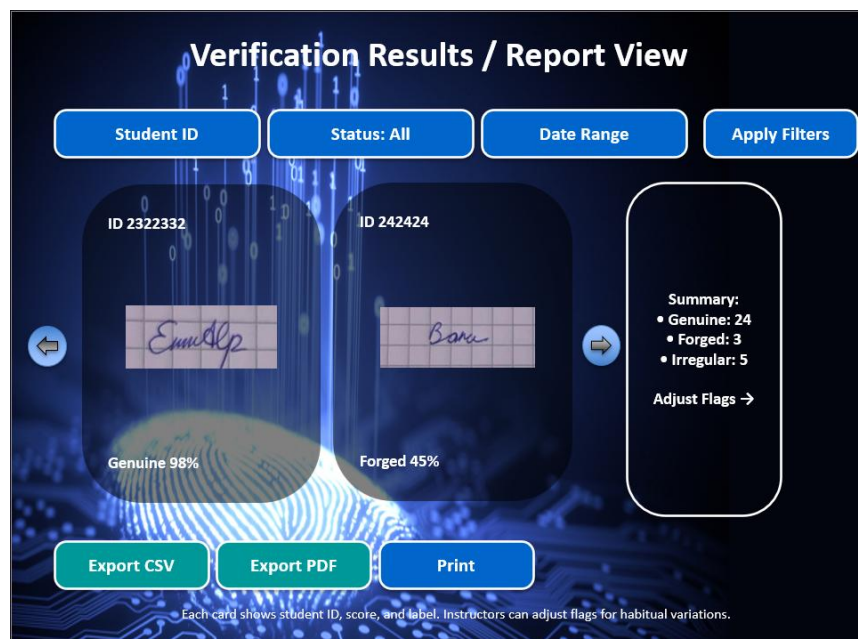 Verification Results / Report View
Student ID
Status: All
Date Range
Apply Filters
ID 2322332
ID 242424
EmuAlp
Bora
Genuine 98%
Forged 45%
Summary:
• Genuine: 24
• Forged: 3
• Irregular: 5
Adjust Flags →
Export CSV
Export PDF
Print
Each card shows student ID, score, and label. Instructors can adjust flags for habitual variations.